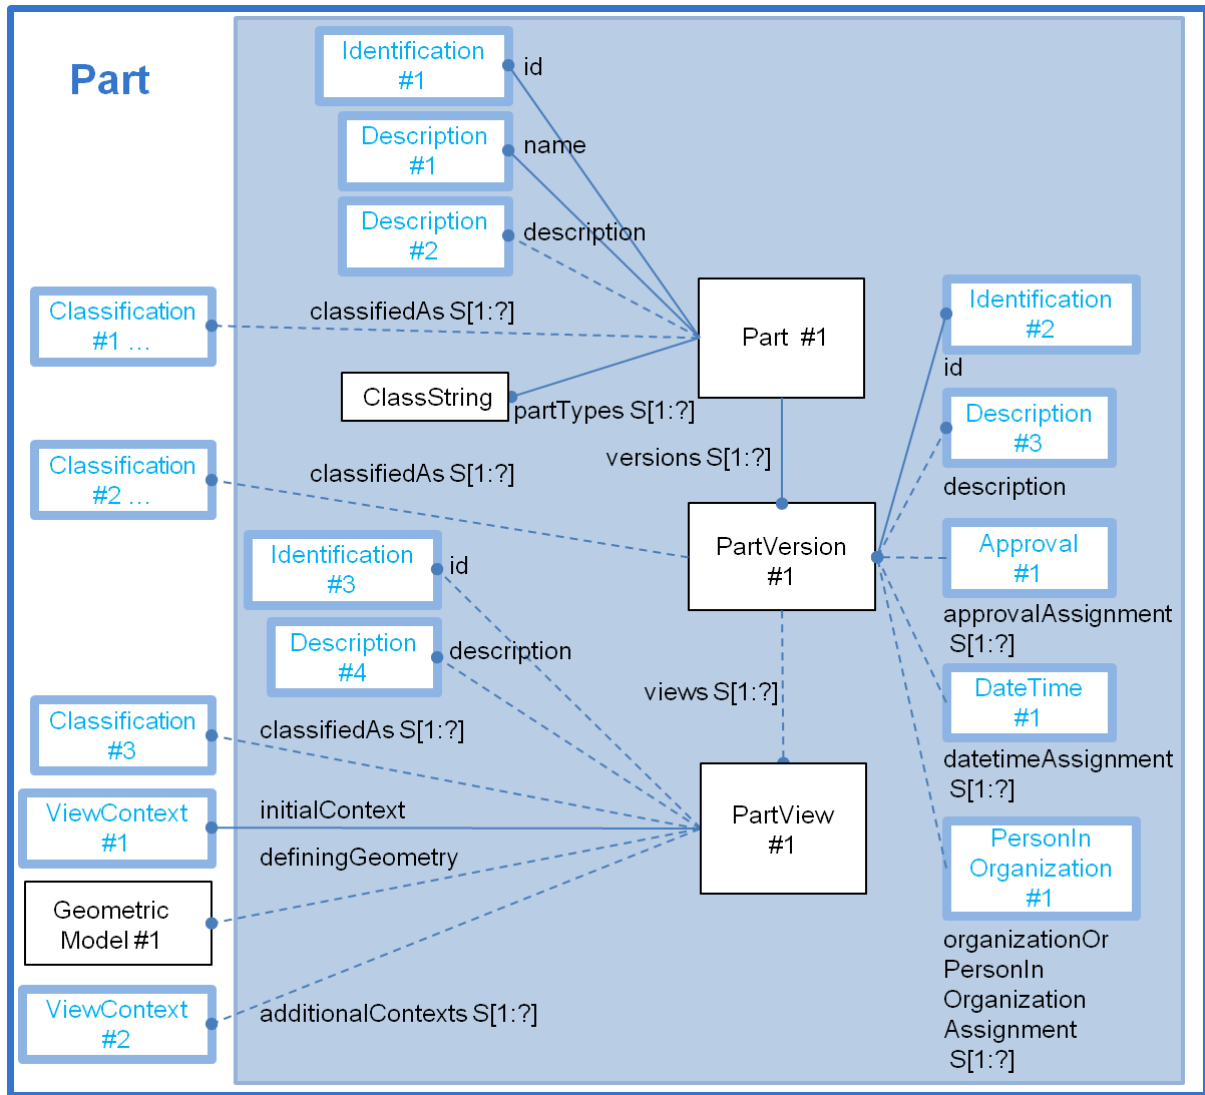 Part
Identification
#1
id
Description
#1
name
Description
#2
description
Classification
#1 ...
classifiedAs S[1:?]
Part #1
ClassString
partTypes S[1:?]
Identification
#2
id
Description
#3
description
versions S[1:?]
Classification
#2 ...
classifiedAs S[1:?]
PartVersion
#1
Approval
#1
approvalAssignment
S[1:?]
Identification
#3
id
Description
#4
description
views S[1:?]
DateTime
#1
datetimeAssignment
S[1:?]
Classification
#3
classifiedAs S[1:?]
ViewContext
#1
initialContext
PartView
#1
definingGeometry
Geometric
Model #1
PersonIn
Organization
#1
organizationOr
PersonIn
Organization
Assignment
S[1:?]
ViewContext
#2
additionalContexts S[1:?]